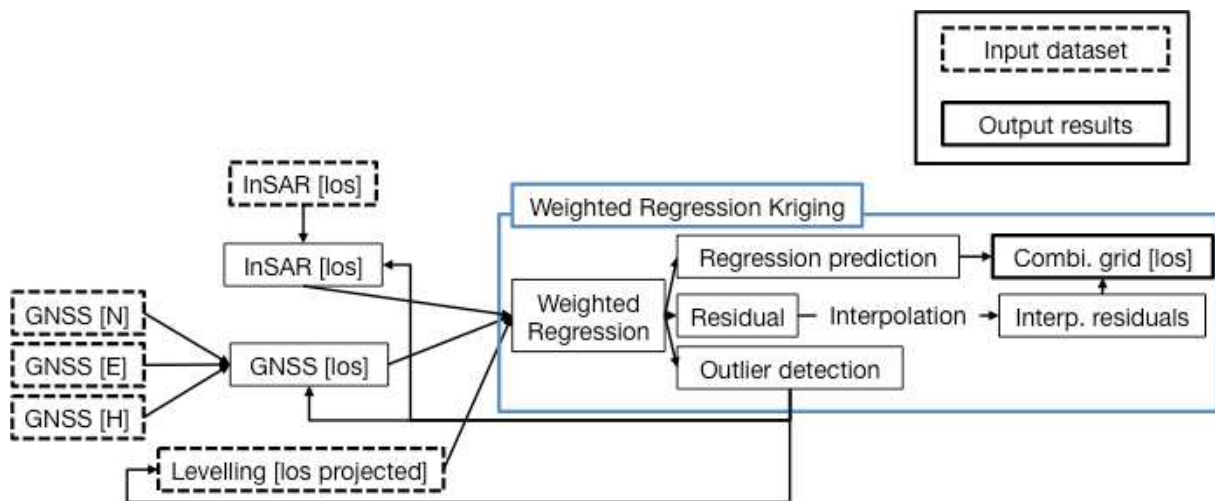 Input dataset
Output results
InSAR [los]
Weighted Regression Kriging
InSAR [los]
Regression prediction
Combi. grid [los]
GNSS [N]
Weighted
Regression
Residual
Interpolation
Interp. residuals
GNSS [E]
GNSS [los]
Outlier detection
GNSS [H]
Levelling [los projected]